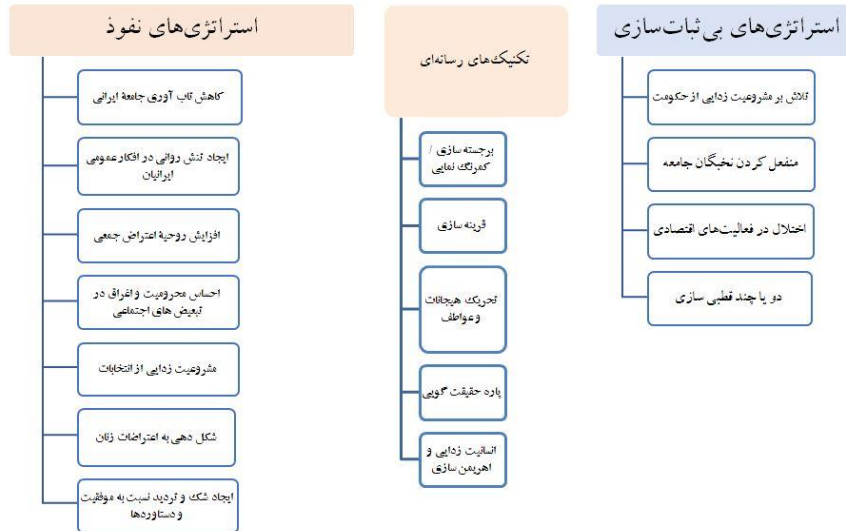 استراتژی‌های بی‌ثبات‌سازی
تلاش بر مشروعیت زدایی از حکومت
منفعل کردن نخبگان جامعه
اختلال در فعالیت‌های اقتصادی
دو یا چند قطبی سازی
تکنیک‌های رسانه‌ای
برجسته سازی /
کمرنگ نمایی
قرینه سازی
تحریک هیجانات
و عواطف
پاره حقیقت گویی
انسانیت زدایی و
اهریمن سازی
استراتژی‌های نفوذ
کاهش تاب آوری جامعۀ ایرانی
ایجاد تنش روانی در افکار عمومی
ایرانیان
افزایش روحیۀ اعتراض جمعی
احساس محرومیت و اغراق در
تبعیض های اجتماعی
مشروعیت زدایی از انتخابات
شکل دهی به اعتراضات زنان
ایجاد شک و تردید نسبت به موفقیت
و دستاوردها